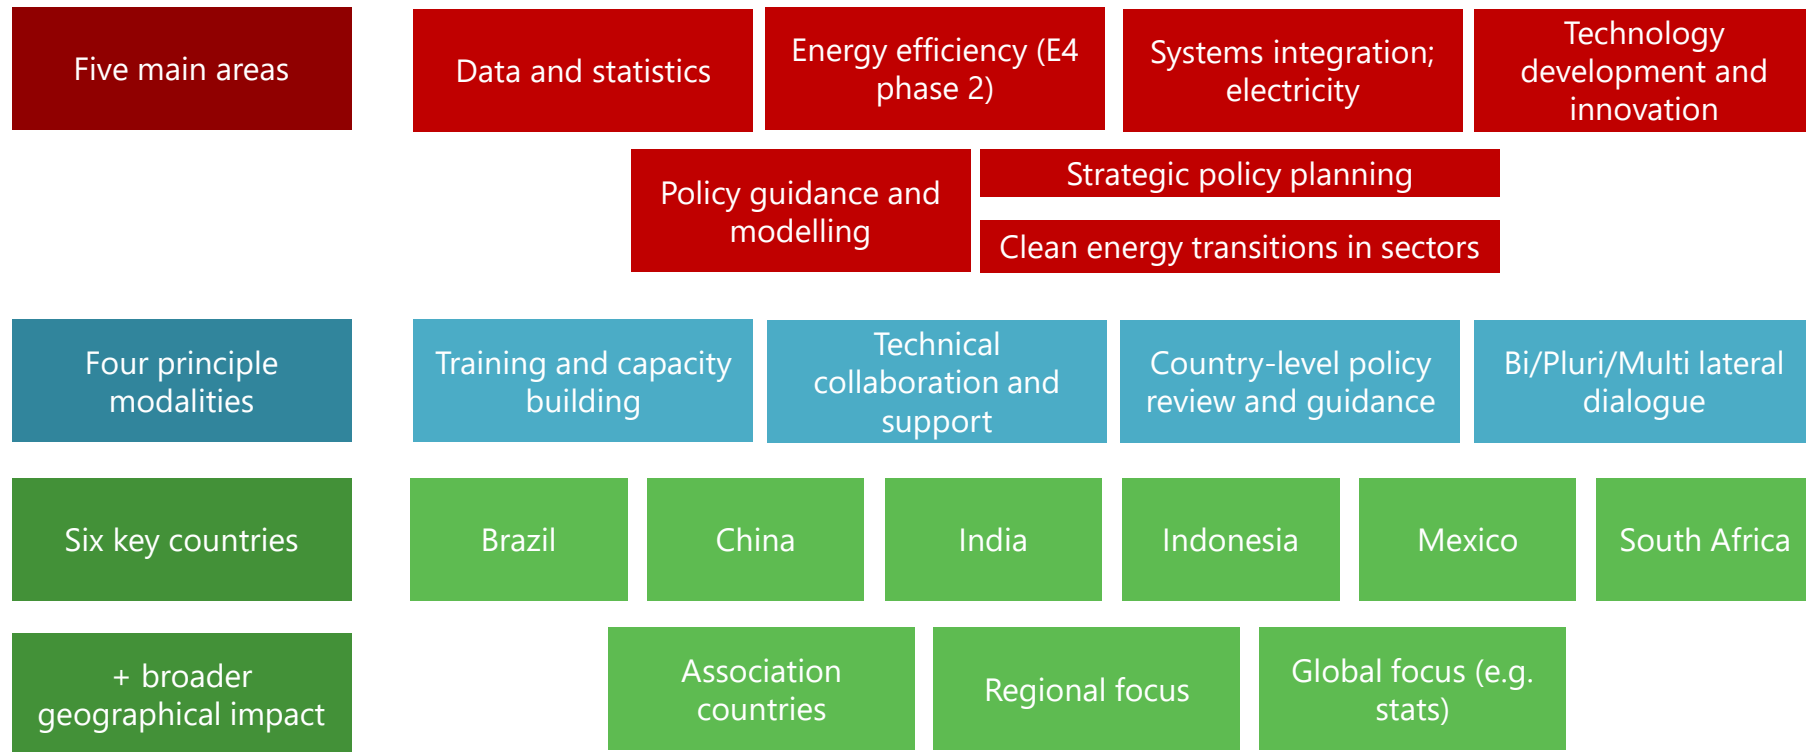 Five main areas
Data and statistics
Energy efficiency (E4
phase 2)
Systems integration;
electricity
Technology
development and
innovation
Policy guidance and
modelling
Strategic policy planning
Clean energy transitions in sectors
Four principle
modalities
Training and capacity
building
Technical
collaboration and
support
Country-level policy
review and guidance
Bi/Pluri/Multi lateral
dialogue
Six key countries
Brazil
China
India
Indonesia
Mexico
South Africa
+ broader
geographical impact
Association
countries
Regional focus
Global focus (e.g.
stats)